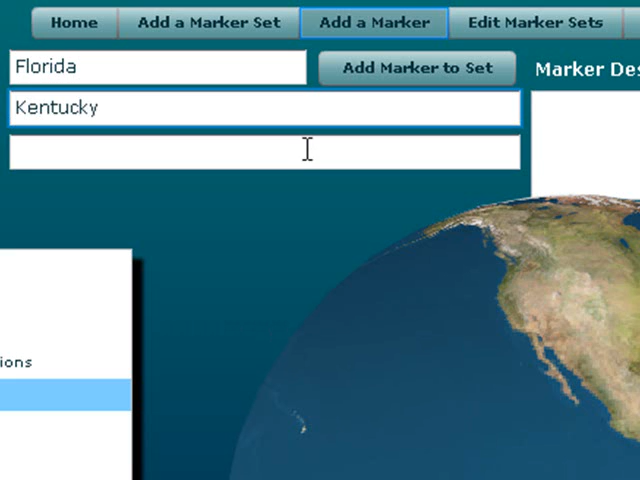 Home Add a Marker Set Add a Marker Edit Marker Sets
Florida Add Marker to Set Marker Des
Kentucky
ions